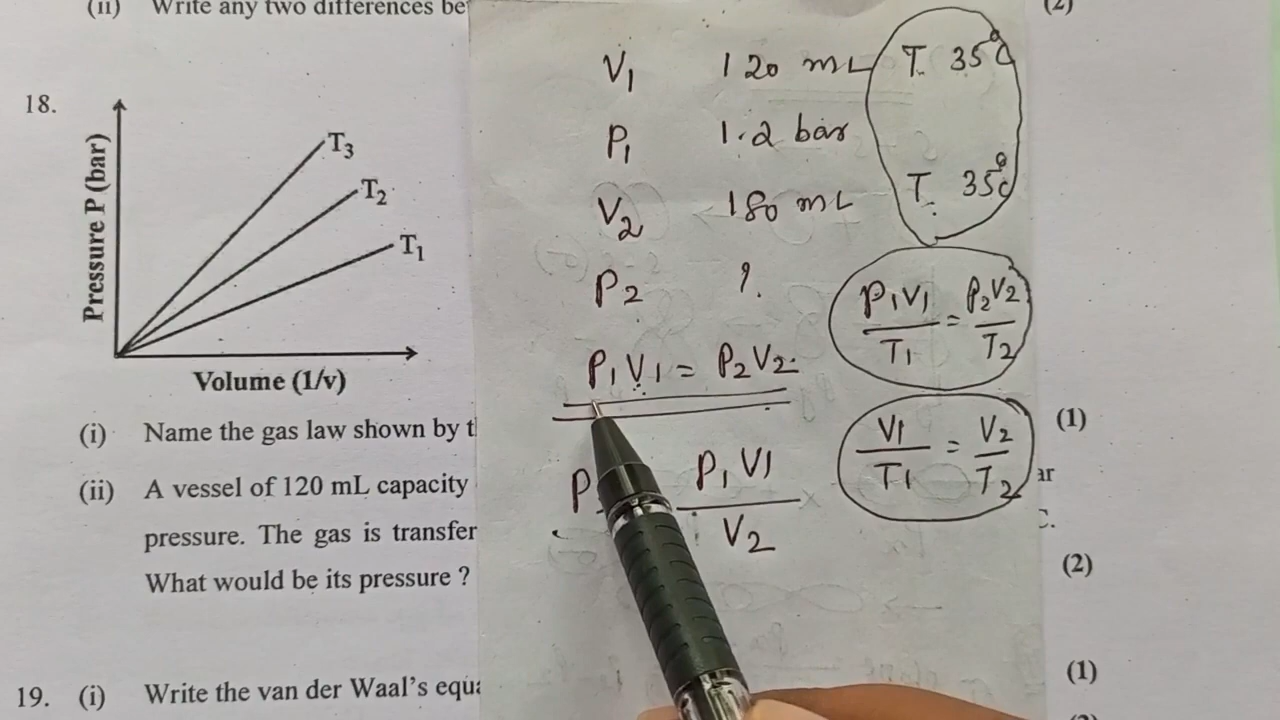 (ii) Write any two differences be
(2)
18.
Pressure P (bar)
T3
T2
T1
Volume (1/v)
(i) Name the gas law shown by t
(1)
(ii) A vessel of 120 mL capacity
ar
pressure. The gas is transfer
C.
What would be its pressure ?
(2)
19. (i) Write the van der Waal's equa
(1)
V1 120 mL T. 35°C
P1 1.2 bar
V2 180 mL T. 35°C
P2 ?
P1V1 = P2V2
P P1V1
V2
P1V1/T1 = P2V2/T2
V1/T1 = V2/T2